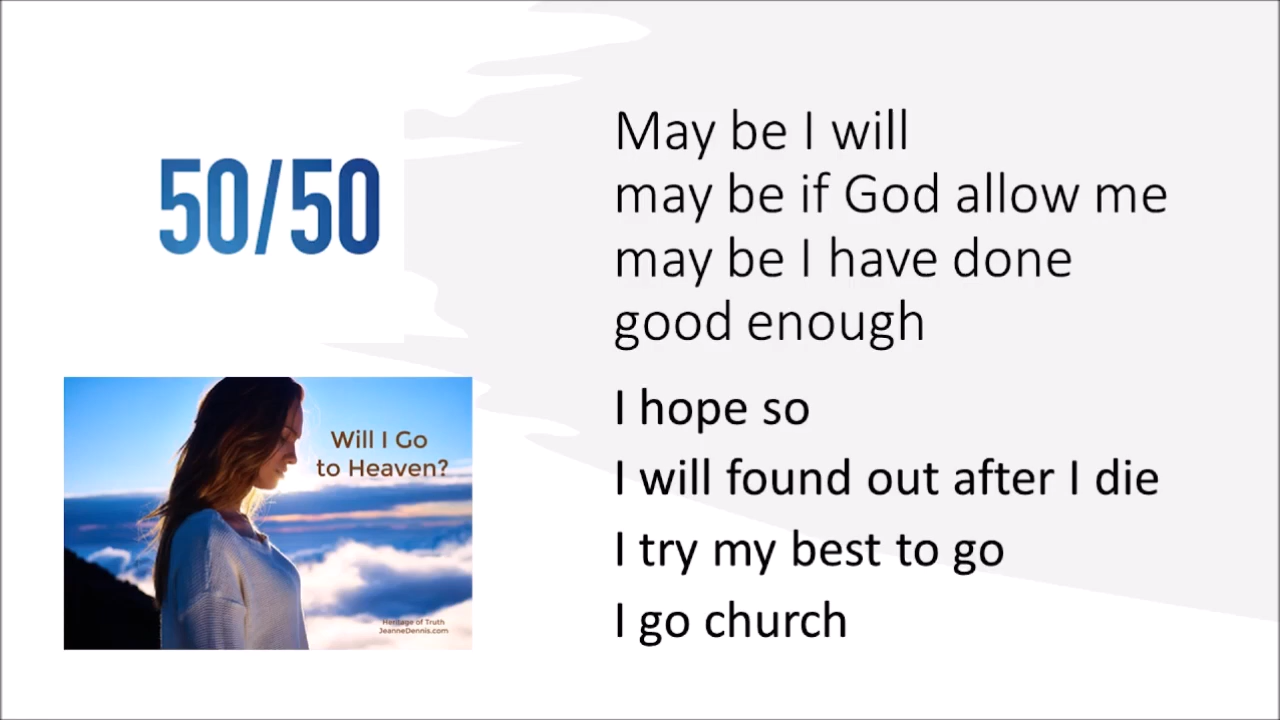 50/50
Will I Go
to Heaven?
Heritage of Truth
JeanneDennis.com
May be I will
may be if God allow me
may be I have done
good enough
I hope so
I will found out after I die
I try my best to go
I go church